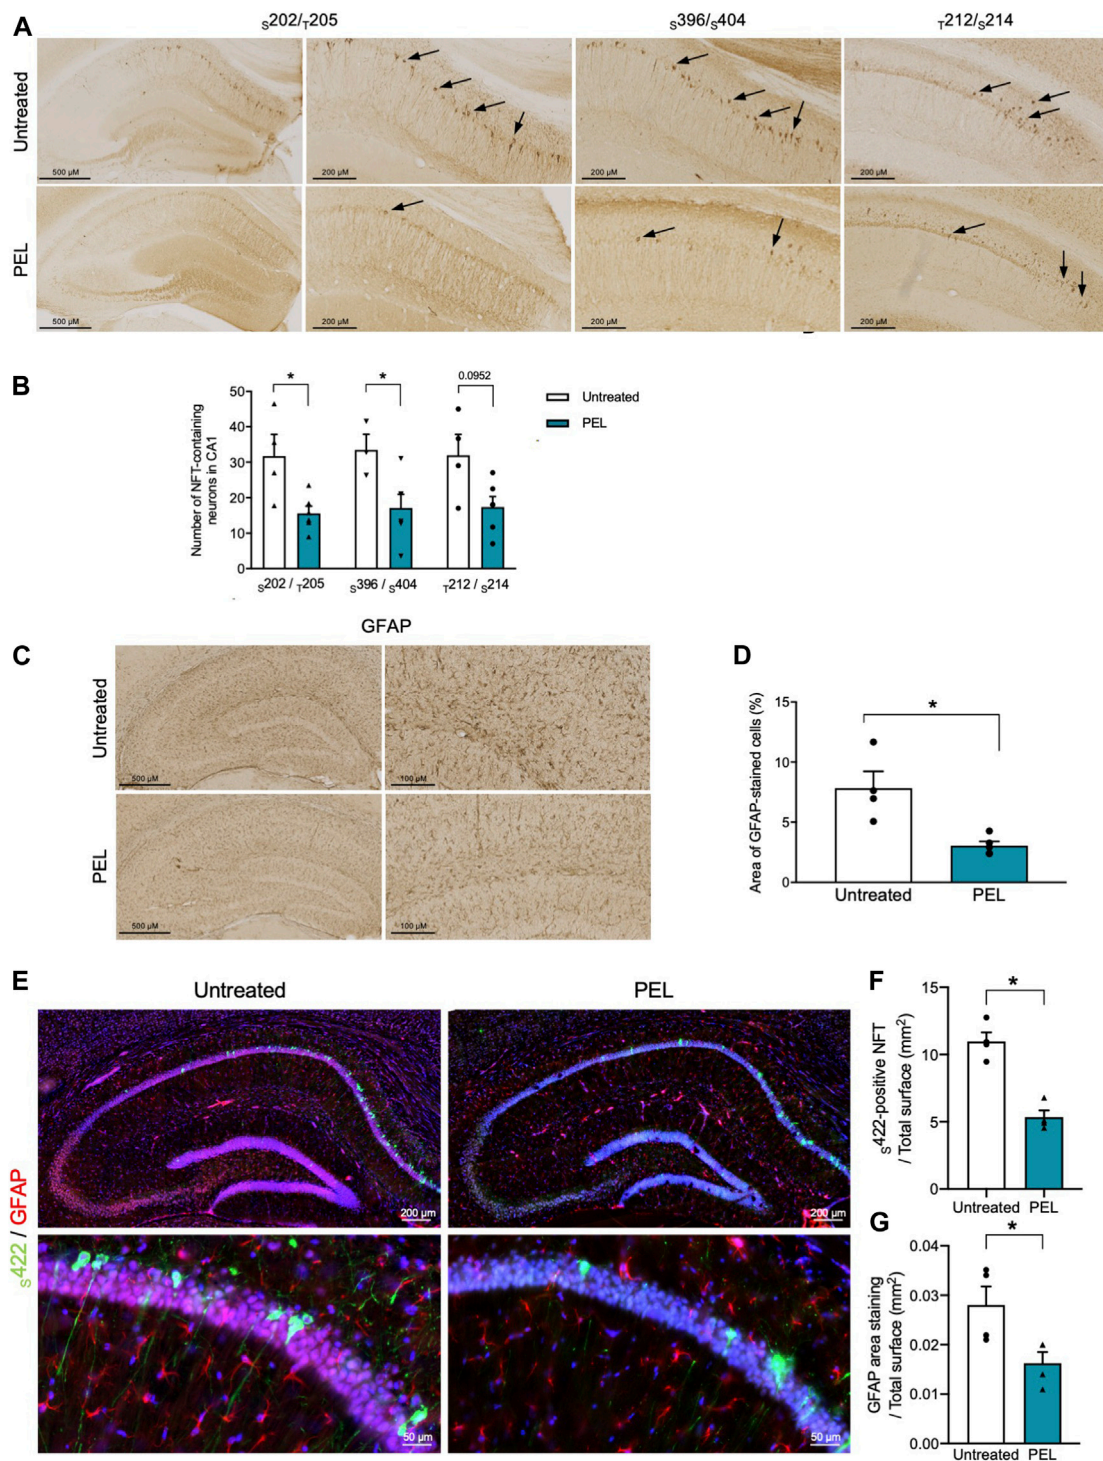 A
S202/T205
S396/S404
T212/S214
Untreated
500 µM
200 µM
200 µM
200 µM
PEL
500 µM
200 µM
200 µM
200 µM
B
Number of NFT-containing
neurons in CA1
50
40
30
20
10
0
*
*
0.0952
Untreated
PEL
S202 / T205
S396 / S404
T212 / S214
C
GFAP
Untreated
500 µM
100 µM
PEL
500 µM
100 µM
D
Area of GFAP-stained cells (%)
15
10
5
0
*
Untreated
PEL
E
Untreated
PEL
S422 / GFAP
200 µm
200 µm
50 µm
50 µm
F
S422-positive NFT
/ Total surface (mm²)
15
10
5
0
*
Untreated
PEL
G
GFAP area staining
/ Total surface (mm²)
0.04
0.03
0.02
0.01
0.00
*
Untreated
PEL